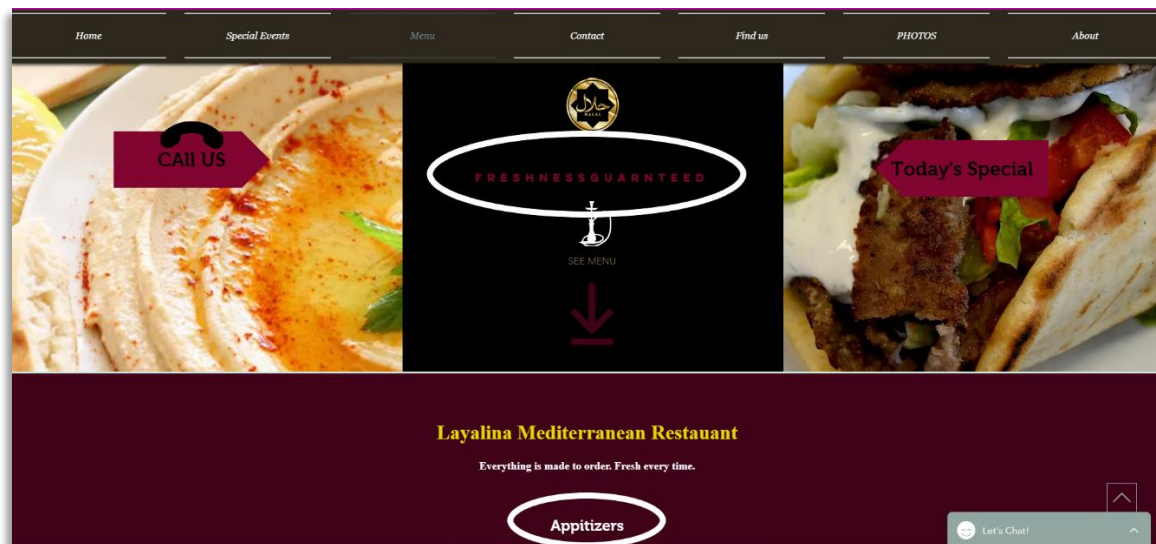 Home Special Events Menu Contact Find us PHOTOS About
حلال
HALAL
CAll US
FRESHNESSGUARNTEED
Today's Special
SEE MENU
Layalina Mediterranean Restauant
Everything is made to order. Fresh every time.
Appitizers
Let's Chat!